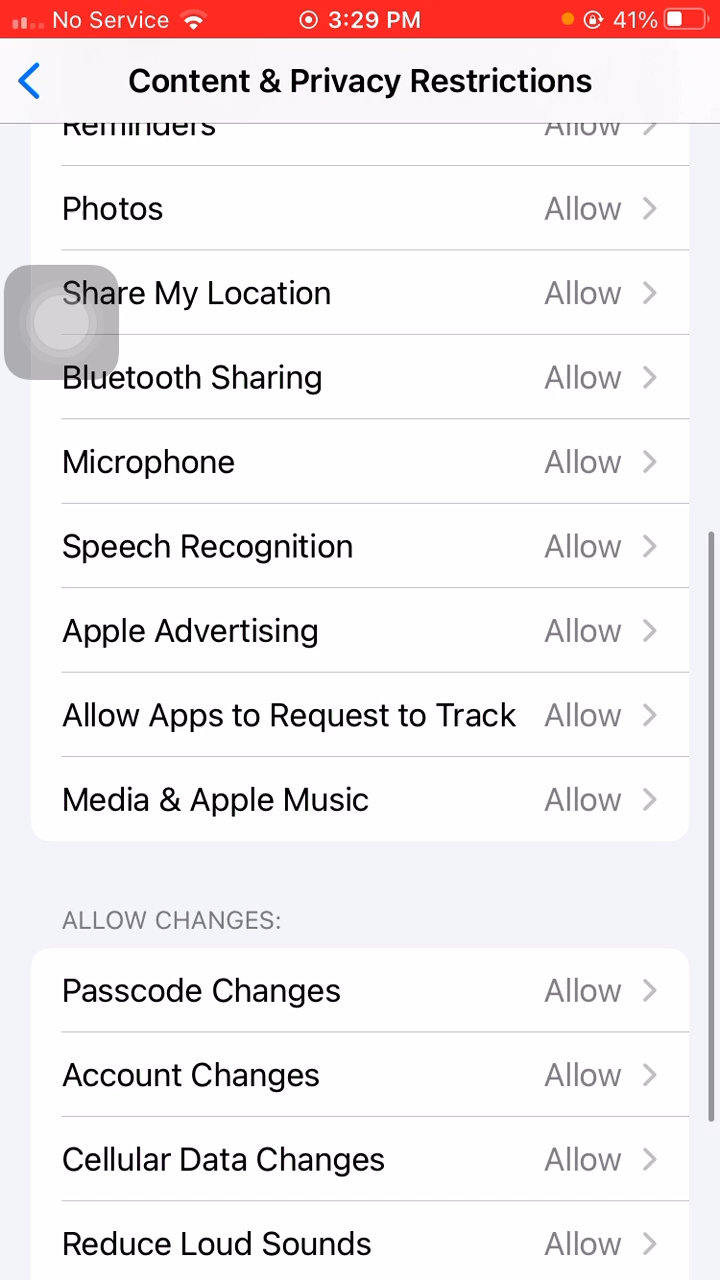 No Service 3:29 PM 41%
Content & Privacy Restrictions
Reminders Allow
Photos Allow
Share My Location Allow
Bluetooth Sharing Allow
Microphone Allow
Speech Recognition Allow
Apple Advertising Allow
Allow Apps to Request to Track Allow
Media & Apple Music Allow
ALLOW CHANGES:
Passcode Changes Allow
Account Changes Allow
Cellular Data Changes Allow
Reduce Loud Sounds Allow